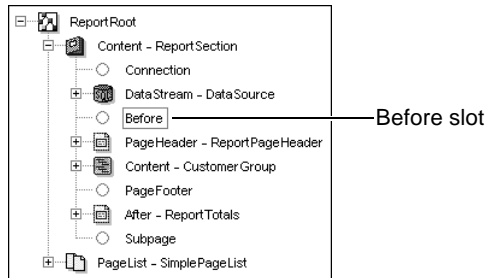 ReportRoot
Content - ReportSection
Connection
DataStream - DataSource
Before
Before slot
PageHeader - ReportPageHeader
Content - CustomerGroup
PageFooter
After - ReportTotals
Subpage
PageList - SimplePageList